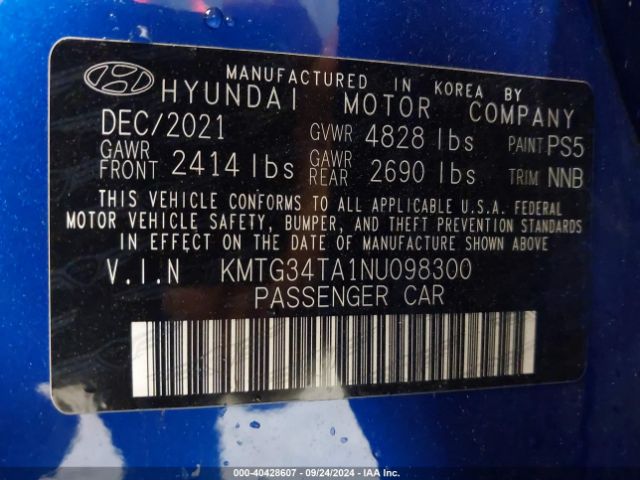 MANUFACTURED IN KOREA BY
HYUNDAI MOTOR COMPANY
DEC/2021 GVWR 4828 lbs PAINT PS5
GAWR FRONT 2414 lbs GAWR REAR 2690 lbs TRIM NNB
THIS VEHICLE CONFORMS TO ALL APPLICABLE U.S.A. FEDERAL
MOTOR VEHICLE SAFETY, BUMPER, AND THEFT PREVENTION STANDARDS
IN EFFECT ON THE DATE OF MANUFACTURE SHOWN ABOVE
V.I.N KMTG34TA1NU098300
PASSENGER CAR
000-40428607 - 09/24/2024 - IAA Inc.